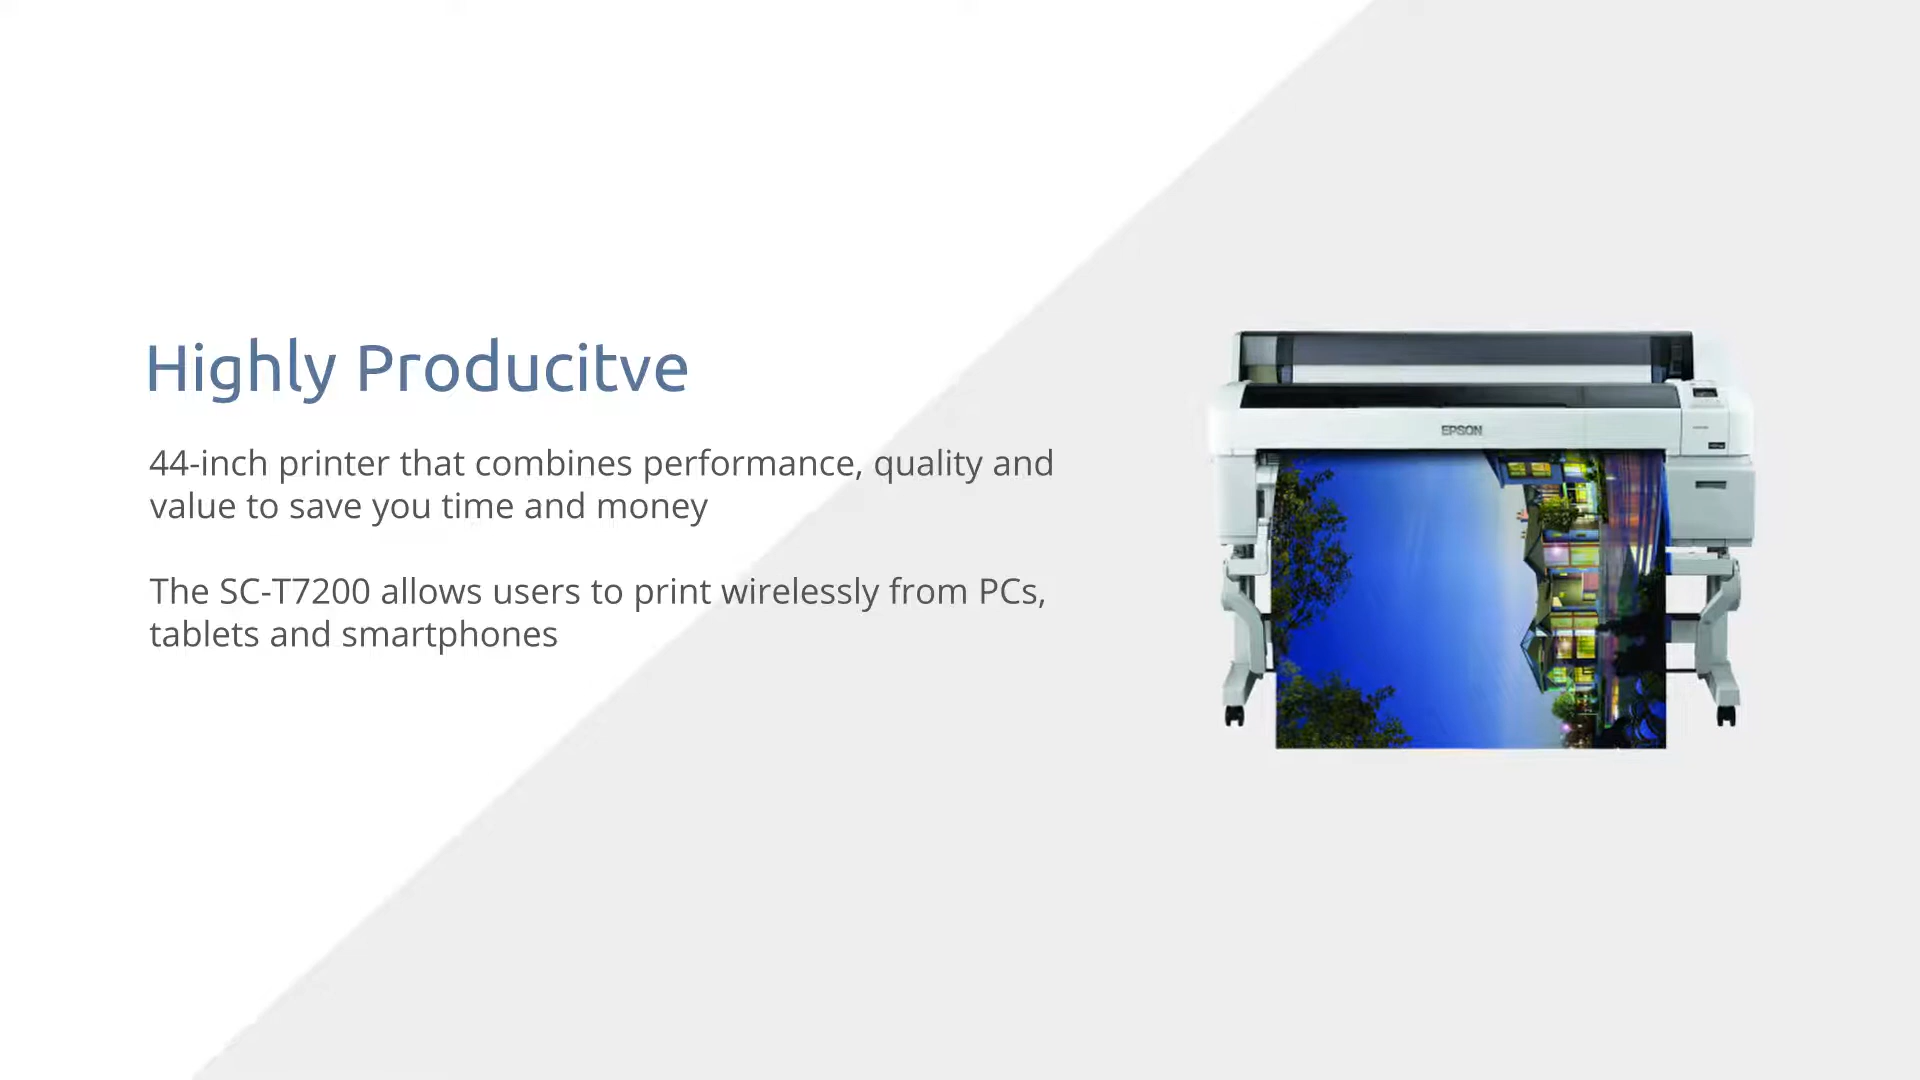 Highly Producitve
44-inch printer that combines performance, quality and
value to save you time and money
The SC-T7200 allows users to print wirelessly from PCs,
tablets and smartphones
EPSON